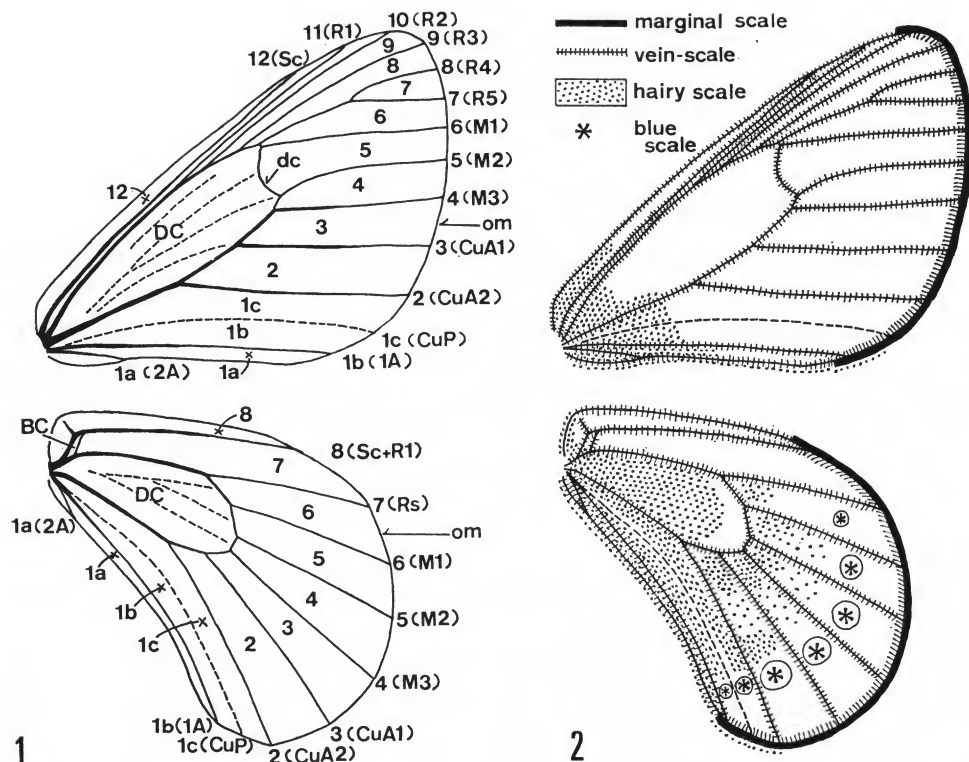 10(R2)
11(R1)
9(R3)
12(Sc)
9
8
8(R4)
7
7(R5)
6
6(M1)
5
dc
5(M2)
12
4
4(M3)
DC
om
3
3(CuA1)
2
2(CuA2)
1c
1b
1c(CuP)
1a(2A)
1a
1b(1A)
marginal scale
vein-scale
hairy scale
blue
scale
8
BC
8(Sc+R1)
7
DC
7(Rs)
6
om
1a(2A)
5
6(M1)
1a
4
1b
5(M2)
3
1c
2
4(M3)
1b(1A)
3(CuA1)
1c(CuP)
2(CuA2)
1
2